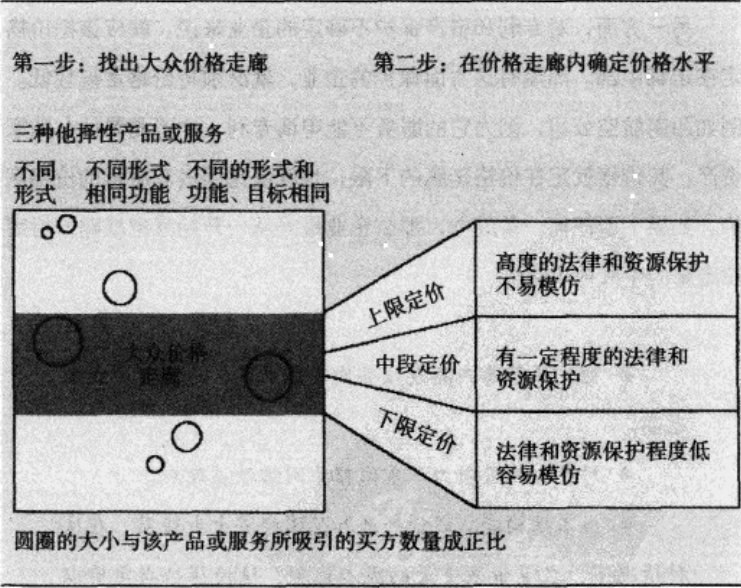 第一步：找出大众价格走廊
第二步：在价格走廊内确定价格水平
三种他择性产品或服务
不同
形式
不同形式
相同功能
不同的形式和
功能、目标相同
大众价格
走廊
上限定价
中段定价
下限定价
高度的法律和资源保护
不易模仿
有一定程度的法律和
资源保护
法律和资源保护程度低
容易模仿
圆圈的大小与该产品或服务所吸引的买方数量成正比